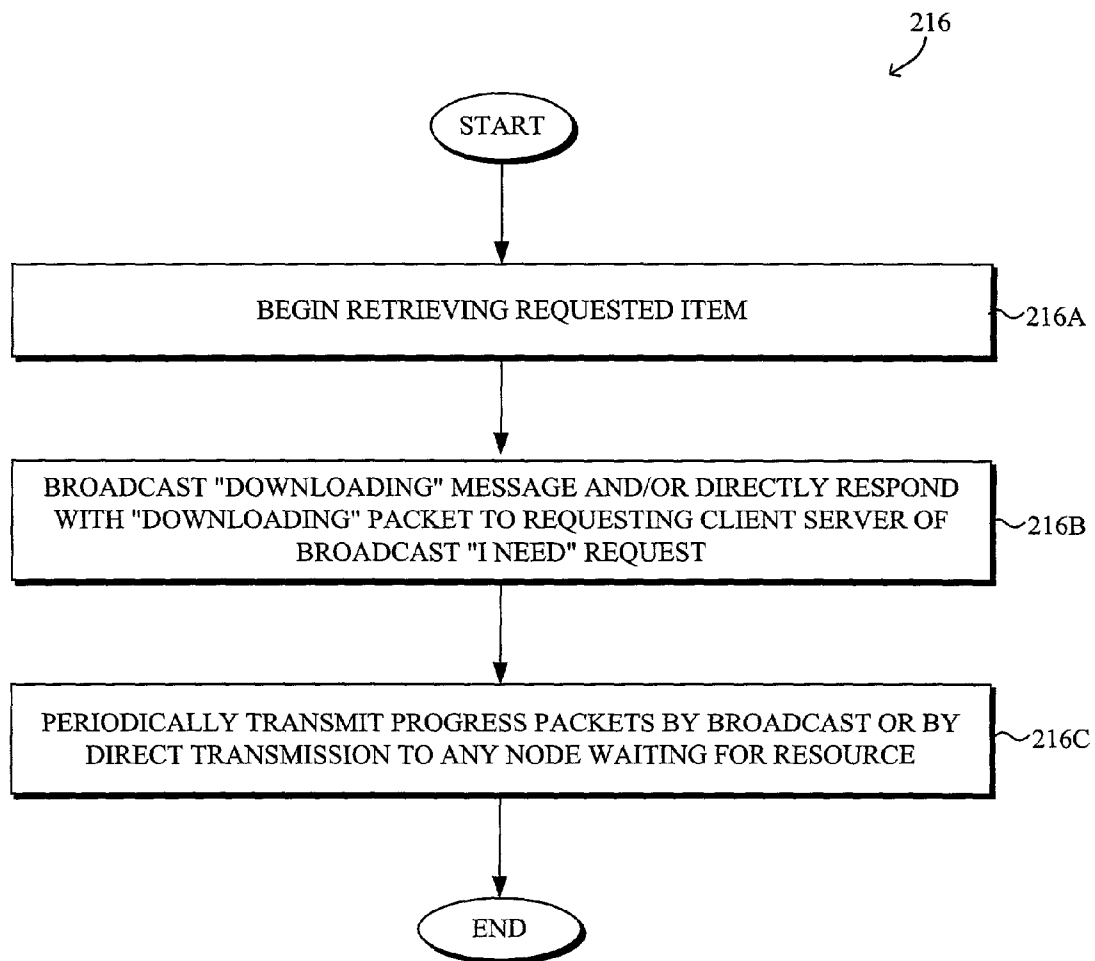 216
START
BEGIN RETRIEVING REQUESTED ITEM
216A
BROADCAST "DOWNLOADING" MESSAGE AND/OR DIRECTLY RESPOND
WITH "DOWNLOADING" PACKET TO REQUESTING CLIENT SERVER OF
BROADCAST "I NEED" REQUEST
216B
PERIODICALLY TRANSMIT PROGRESS PACKETS BY BROADCAST OR BY
DIRECT TRANSMISSION TO ANY NODE WAITING FOR RESOURCE
216C
END